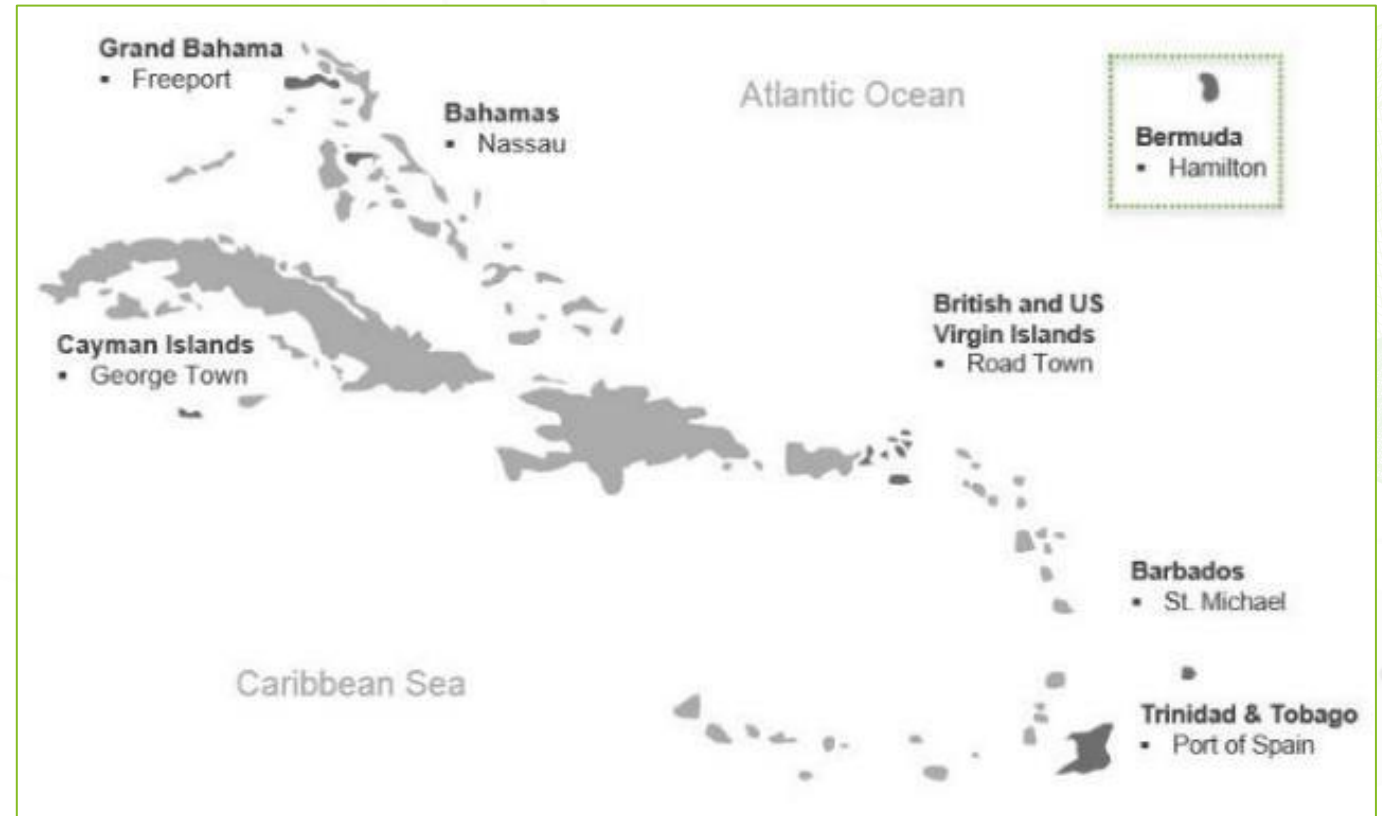 Grand Bahama
▪ Freeport
Bahamas
▪ Nassau
Atlantic Ocean
Bermuda
▪ Hamilton
Cayman Islands
▪ George Town
British and US
Virgin Islands
▪ Road Town
Barbados
▪ St. Michael
Caribbean Sea
Trinidad & Tobago
▪ Port of Spain